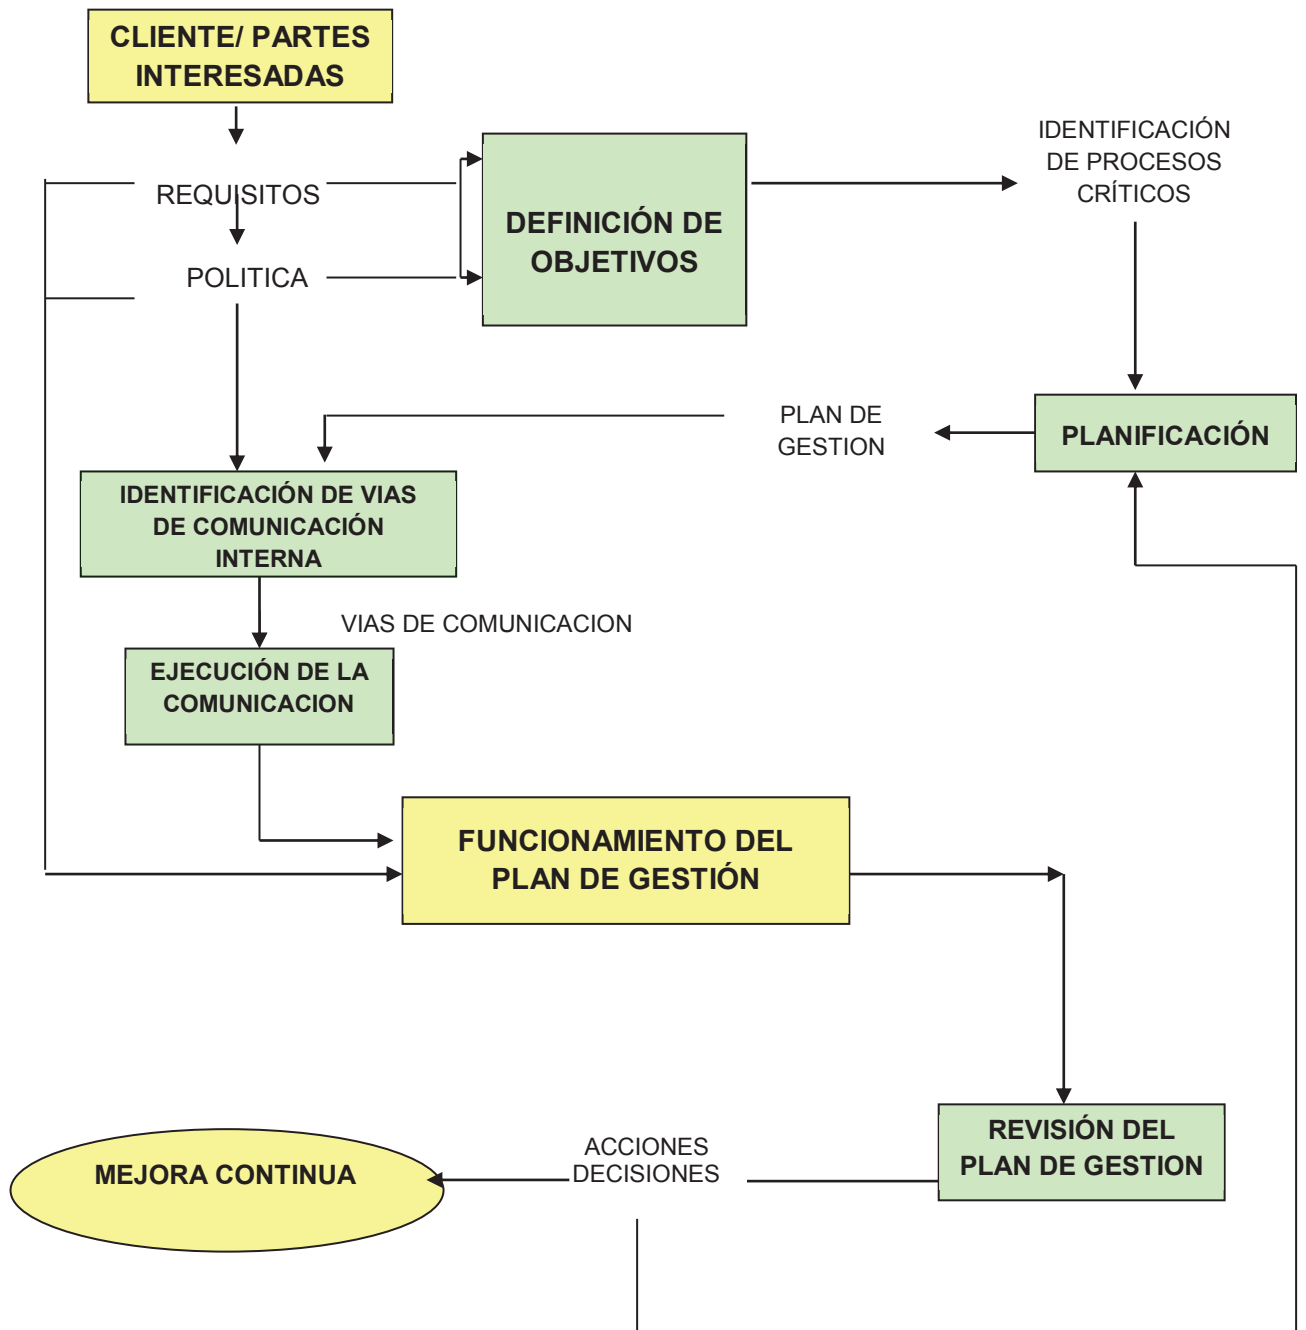 CLIENTE/ PARTES
INTERESADAS
REQUISITOS
POLITICA
DEFINICIÓN DE
OBJETIVOS
IDENTIFICACIÓN
DE PROCESOS
CRÍTICOS
PLANIFICACIÓN
PLAN DE
GESTION
IDENTIFICACIÓN DE VIAS
DE COMUNICACIÓN
INTERNA
VIAS DE COMUNICACION
EJECUCIÓN DE LA
COMUNICACION
FUNCIONAMIENTO DEL
PLAN DE GESTIÓN
REVISIÓN DEL
PLAN DE GESTION
ACCIONES
DECISIONES
MEJORA CONTINUA